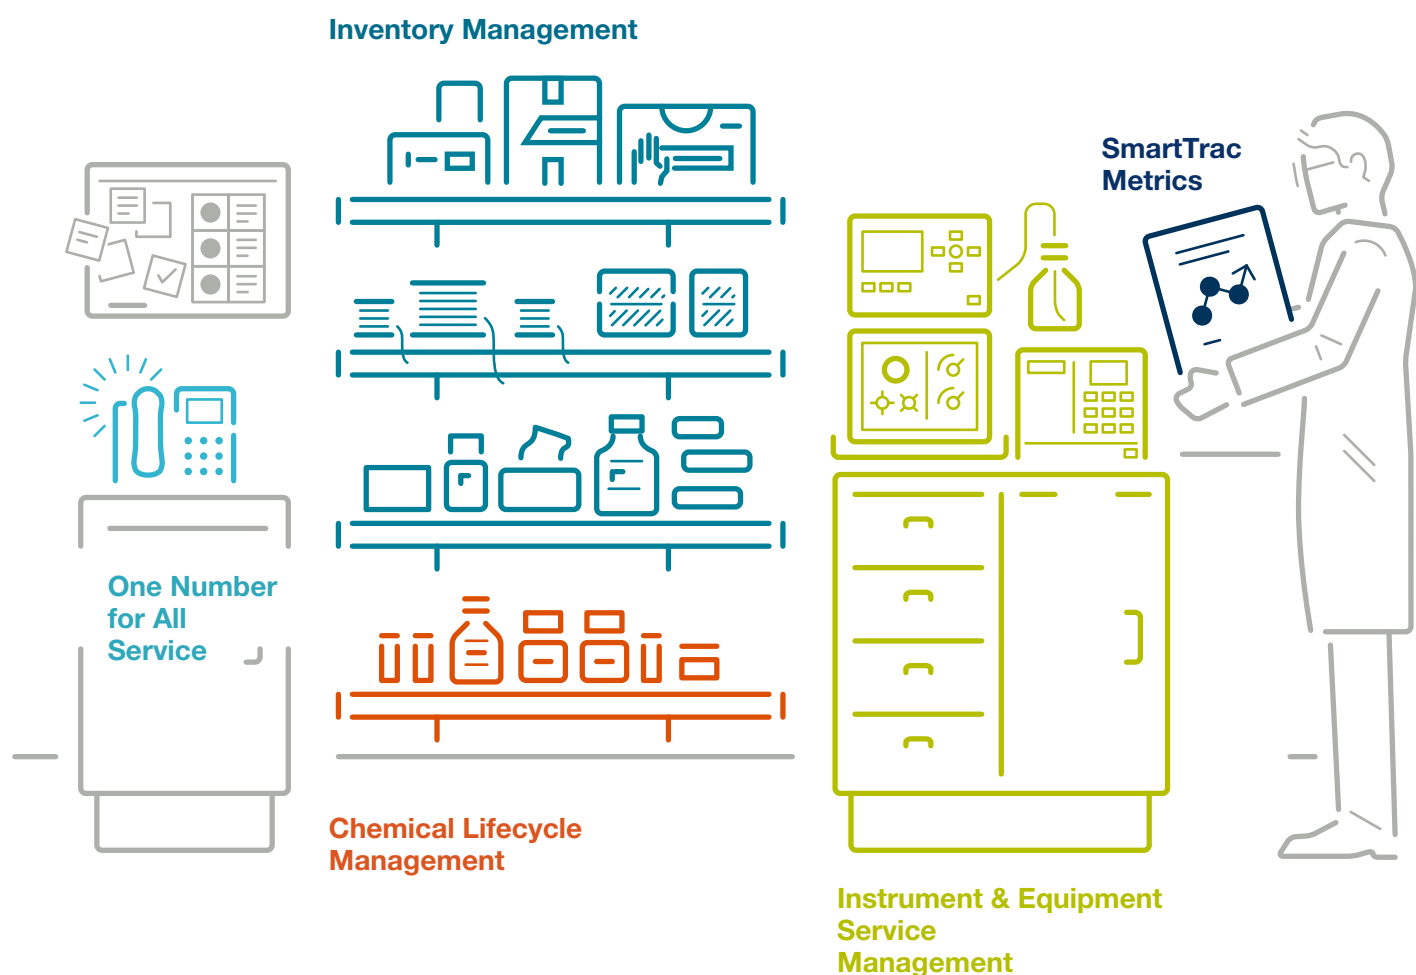 Inventory Management
SmartTrac
Metrics
One Number
for All
Service
Chemical Lifecycle
Management
Instrument & Equipment
Service
Management